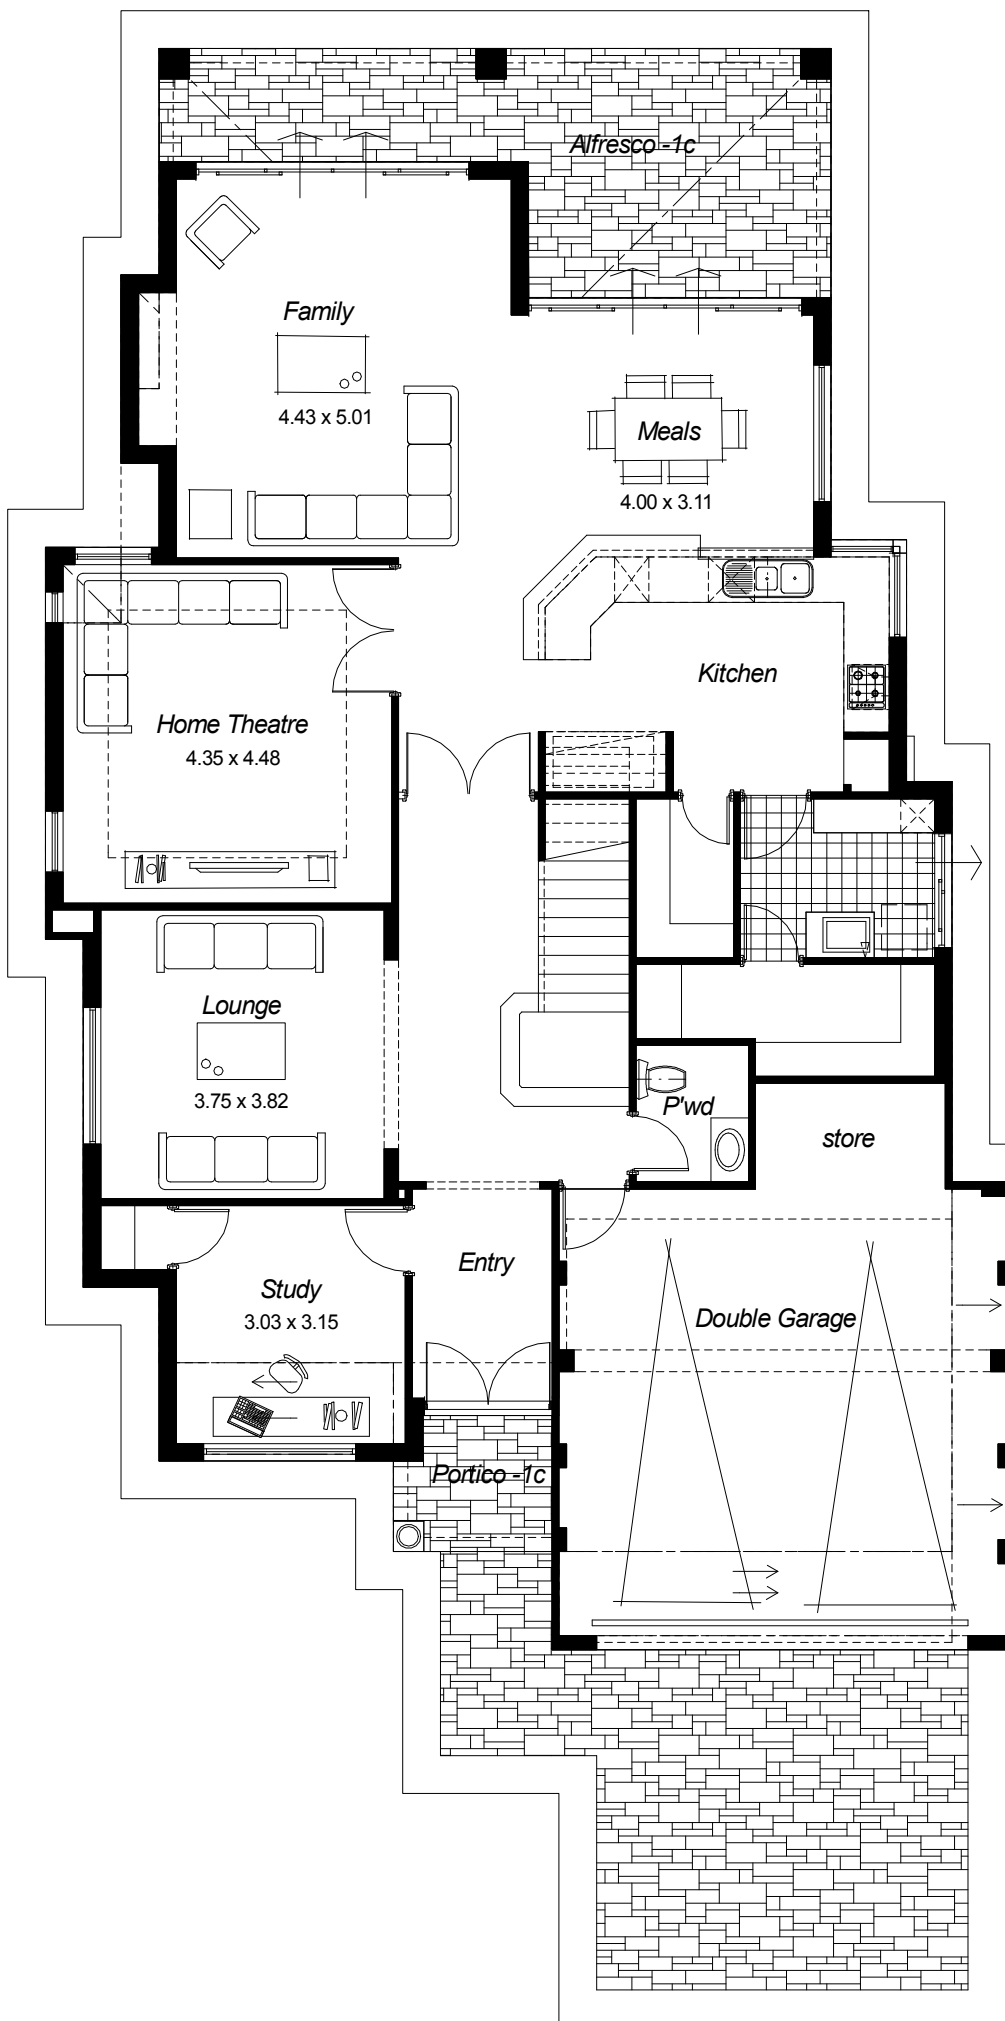 Alfresco -1c
Family
4.43 x 5.01
Meals
4.00 x 3.11
Kitchen
Home Theatre
4.35 x 4.48
Lounge
3.75 x 3.82
P'wd
store
Entry
Study
3.03 x 3.15
Double Garage
Portico -1c